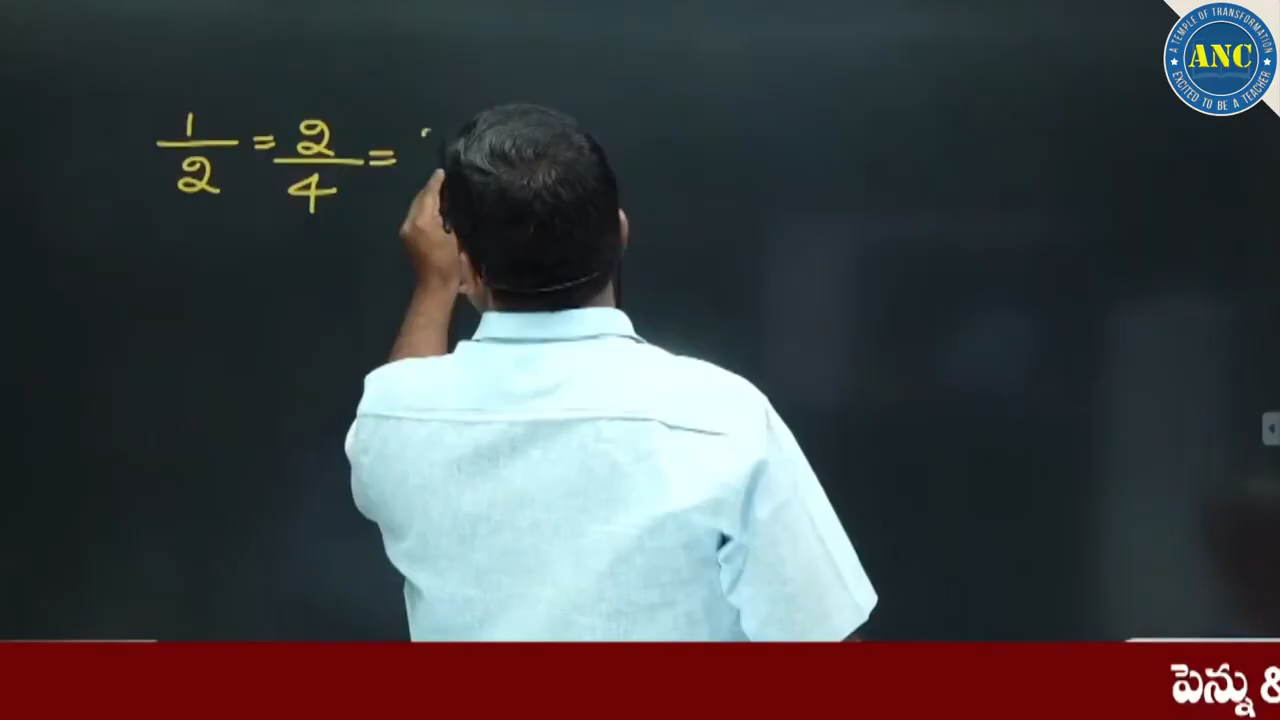 A TEMPLE OF TRANSFORMATION
ANC
EXCITED TO BE A TEACHER
1/2 = 2/4 =
పెన్ను &